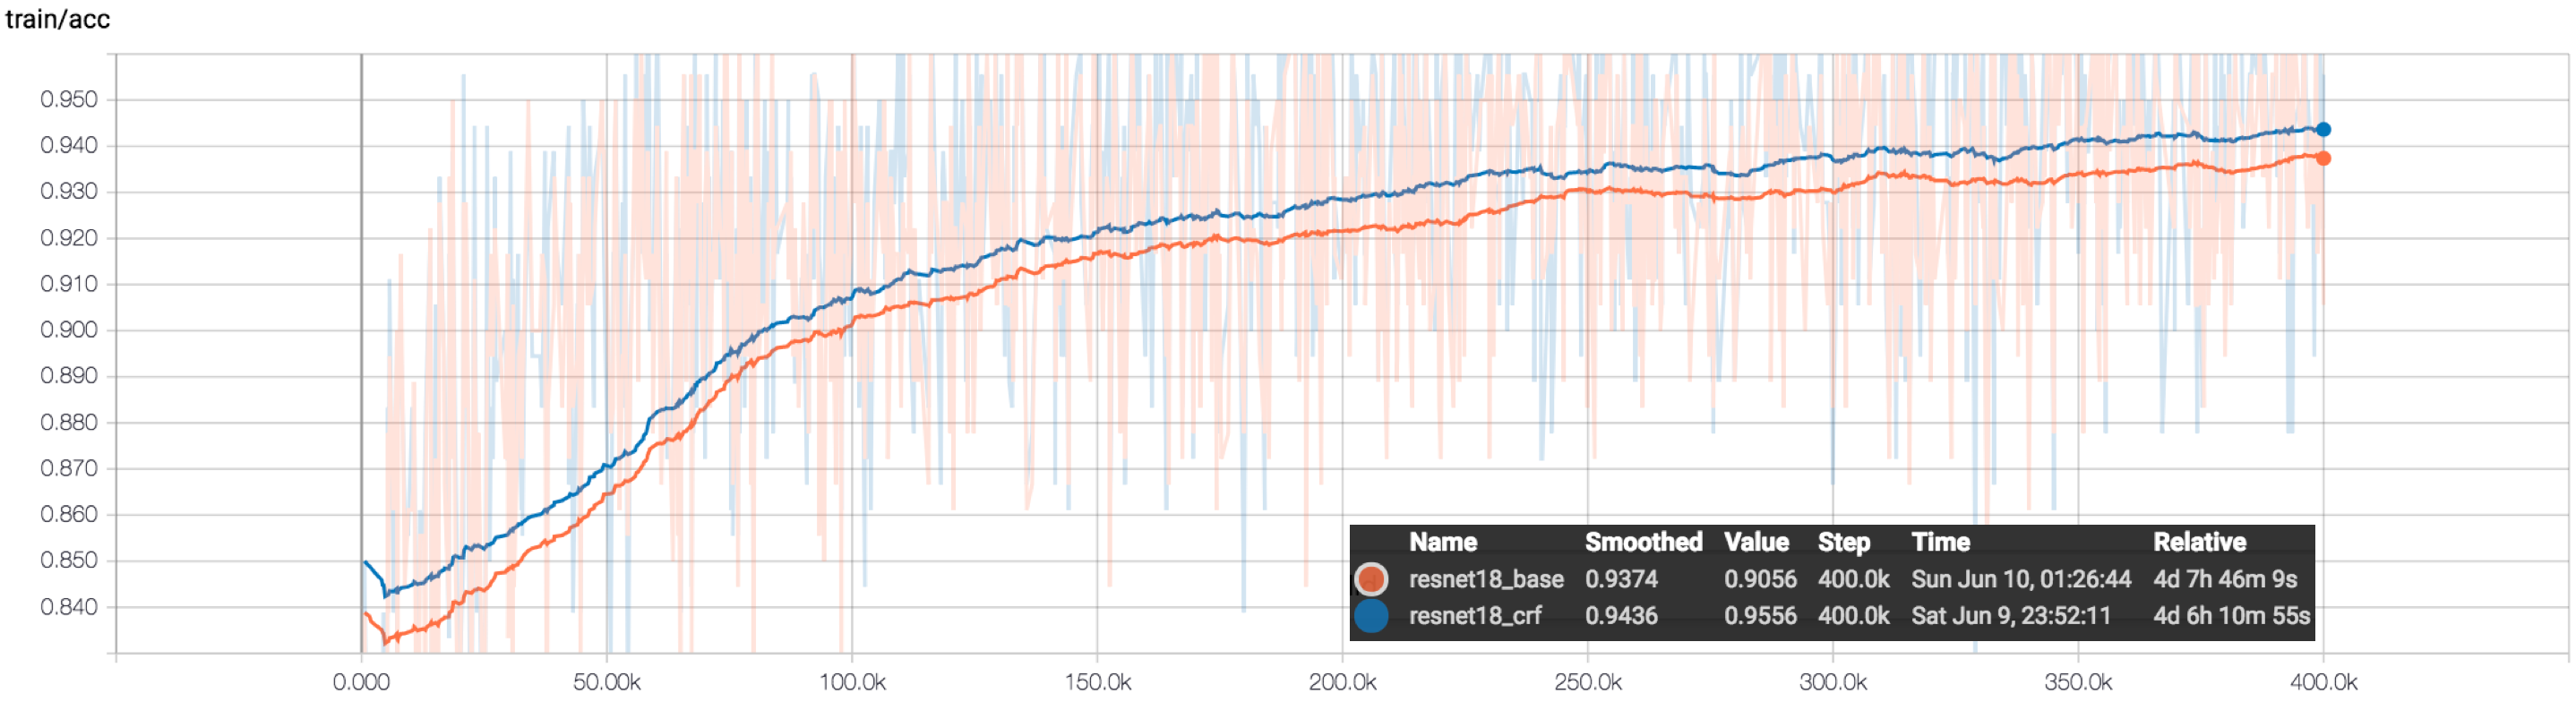 train/acc
0.950
0.940
0.930
0.920
0.910
0.900
0.890
0.880
0.870
0.860
0.850
0.840
Name Smoothed Value Step Time Relative
resnet18_base 0.9374 0.9056 400.0k Sun Jun 10, 01:26:44 4d 7h 46m 9s
resnet18_crf 0.9436 0.9556 400.0k Sat Jun 9, 23:52:11 4d 6h 10m 55s
0.000 50.00k 100.0k 150.0k 200.0k 250.0k 300.0k 350.0k 400.0k